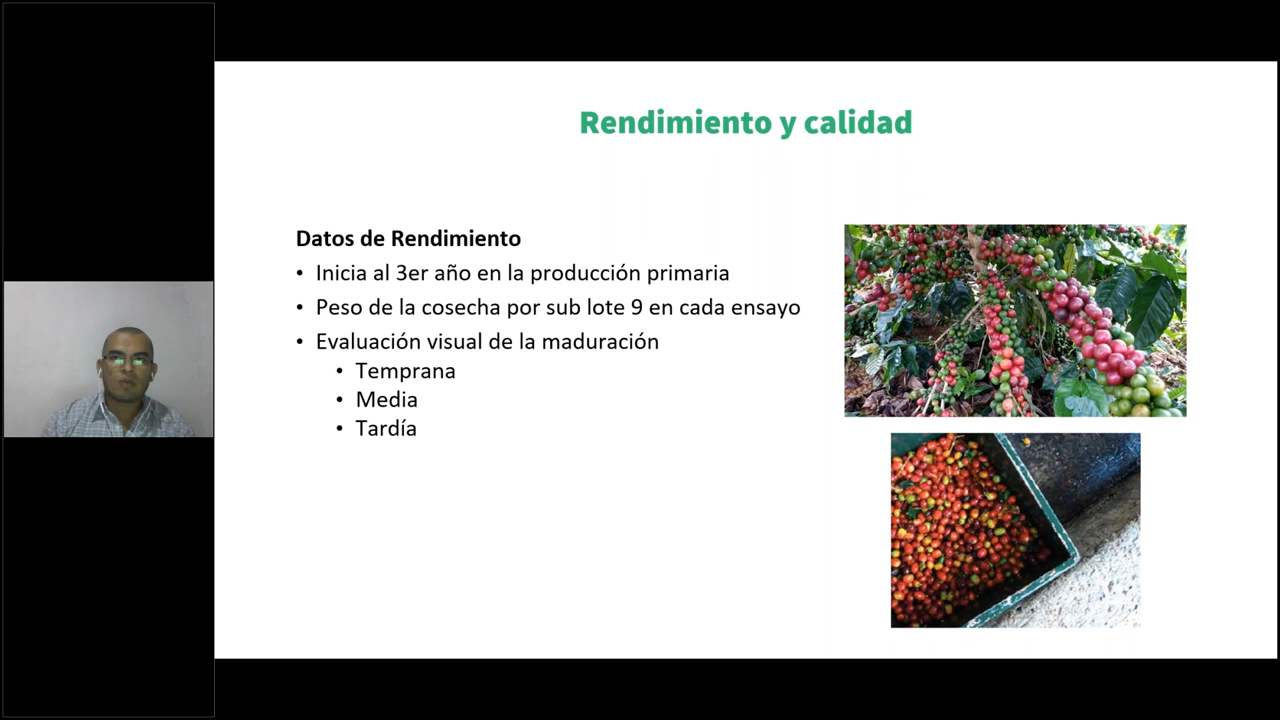 Rendimiento y calidad
Datos de Rendimiento
• Inicia al 3er año en la producción primaria
• Peso de la cosecha por sub lote 9 en cada ensayo
• Evaluación visual de la maduración
• Temprana
• Media
• Tardía